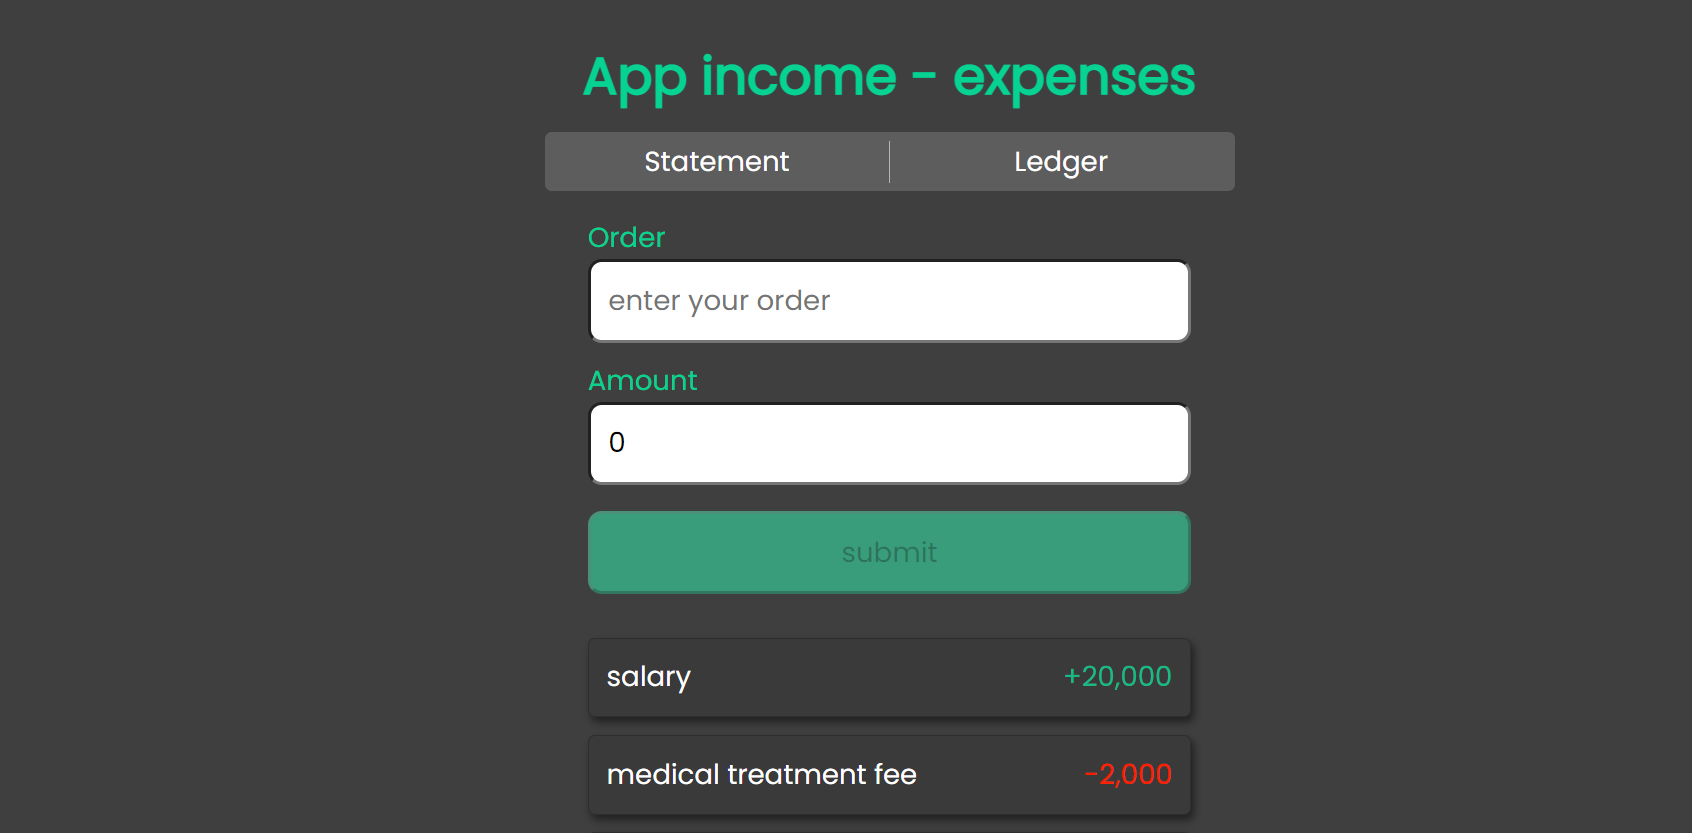 App income - expenses
Statement Ledger
Order
enter your order
Amount
0
submit
salary +20,000
medical treatment fee -2,000